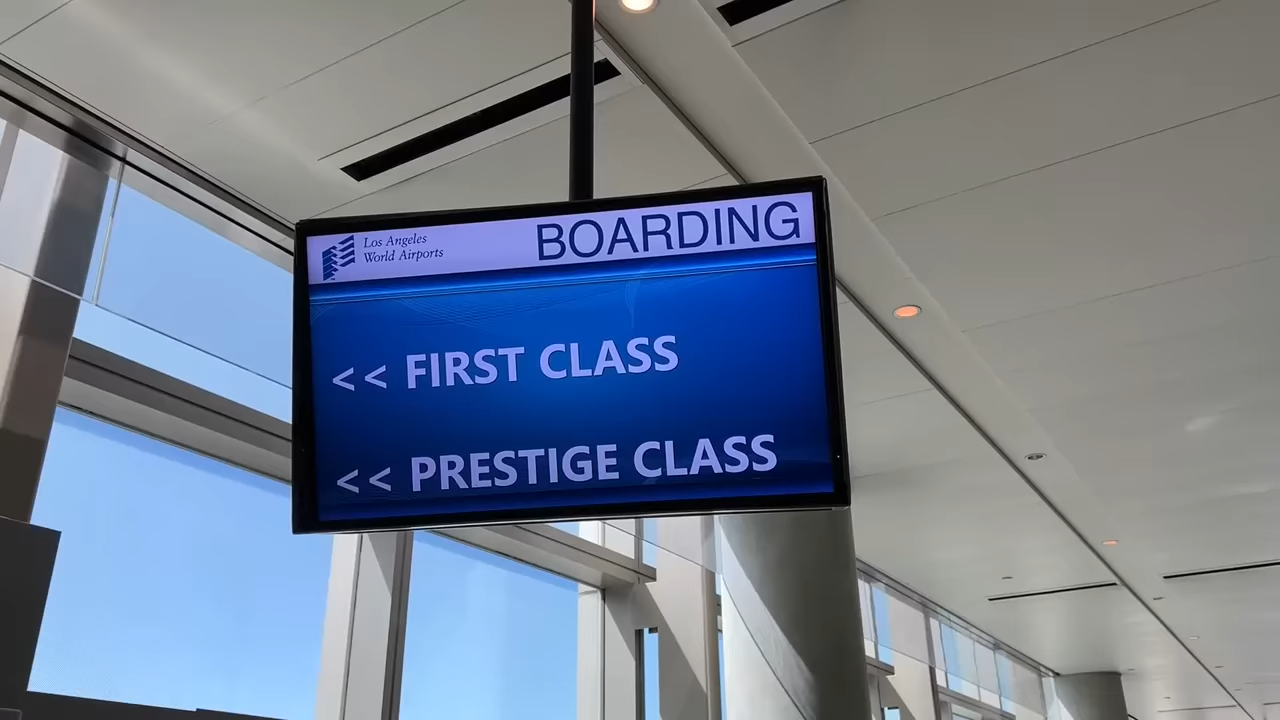 Los Angeles
World Airports
BOARDING
<< FIRST CLASS
<< PRESTIGE CLASS